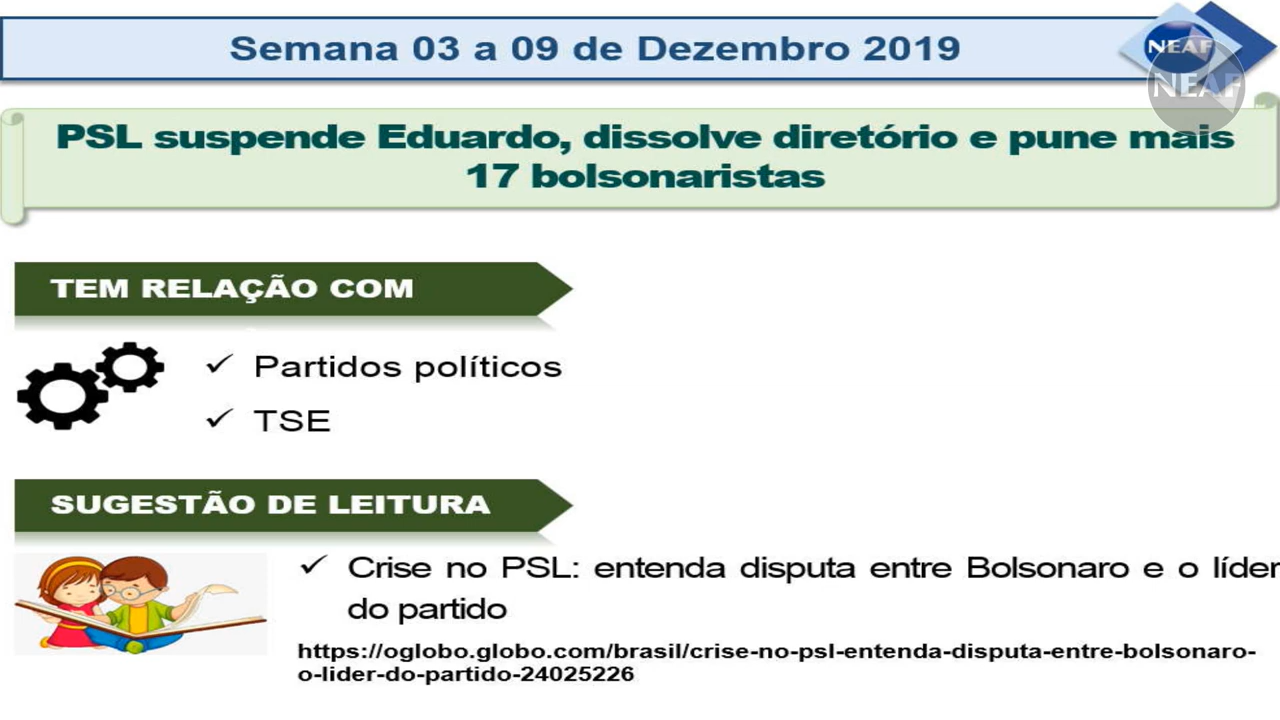 Semana 03 a 09 de Dezembro 2019
NEAF
NEAF
PSL suspende Eduardo, dissolve diretório e pune mais
17 bolsonaristas
TEM RELAÇÃO COM
✓ Partidos políticos
✓ TSE
SUGESTÃO DE LEITURA
✓ Crise no PSL: entenda disputa entre Bolsonaro e o líder
do partido
https://oglobo.globo.com/brasil/crise-no-psl-entenda-disputa-entre-bolsonaro-
o-lider-do-partido-24025226